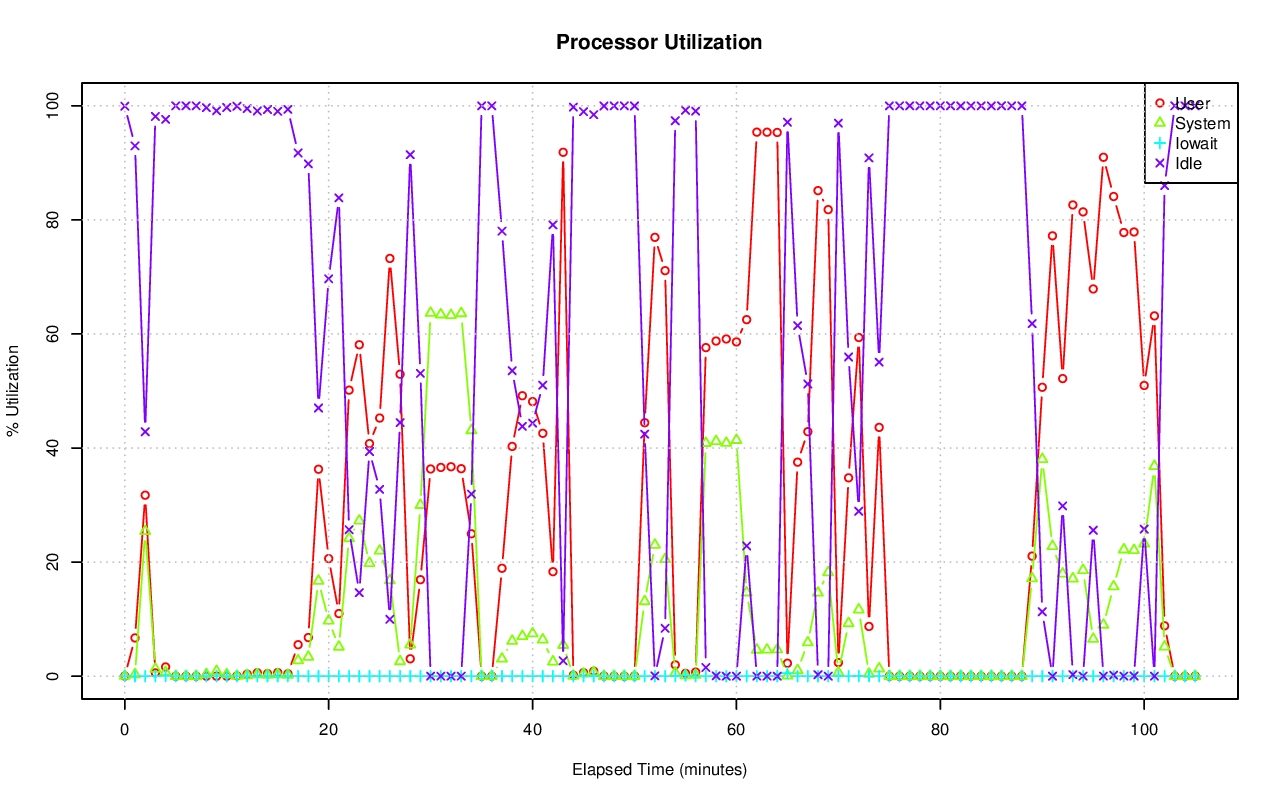 Processor Utilization
% Utilization
100
80
60
40
20
0
User
System
Iowait
Idle
0 20 40 60 80 100
Elapsed Time (minutes)